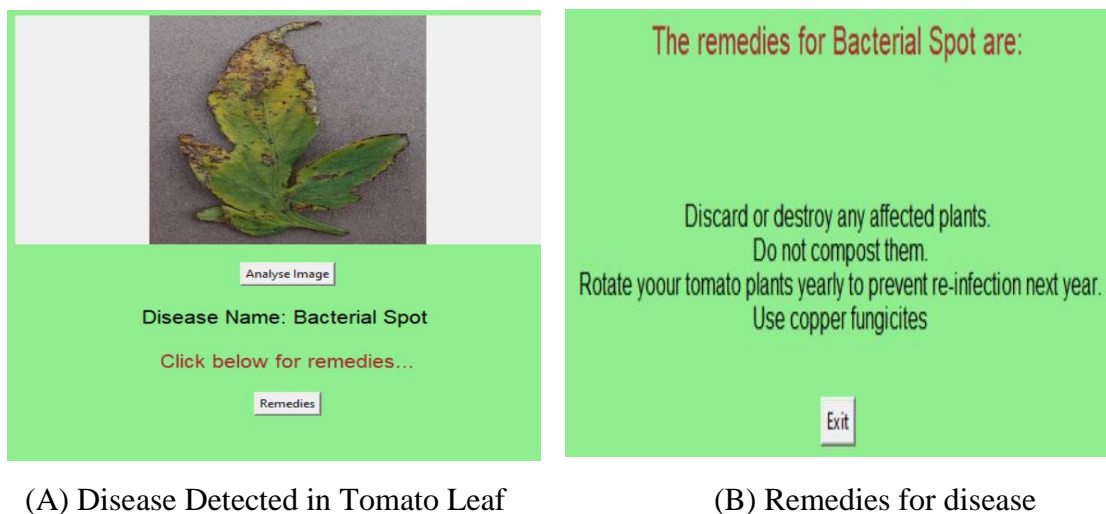 Analyse Image
Disease Name: Bacterial Spot
Click below for remedies...
Remedies
(A) Disease Detected in Tomato Leaf
The remedies for Bacterial Spot are:
Discard or destroy any affected plants.
Do not compost them.
Rotate yoour tomato plants yearly to prevent re-infection next year.
Use copper fungicites
Exit
(B) Remedies for disease